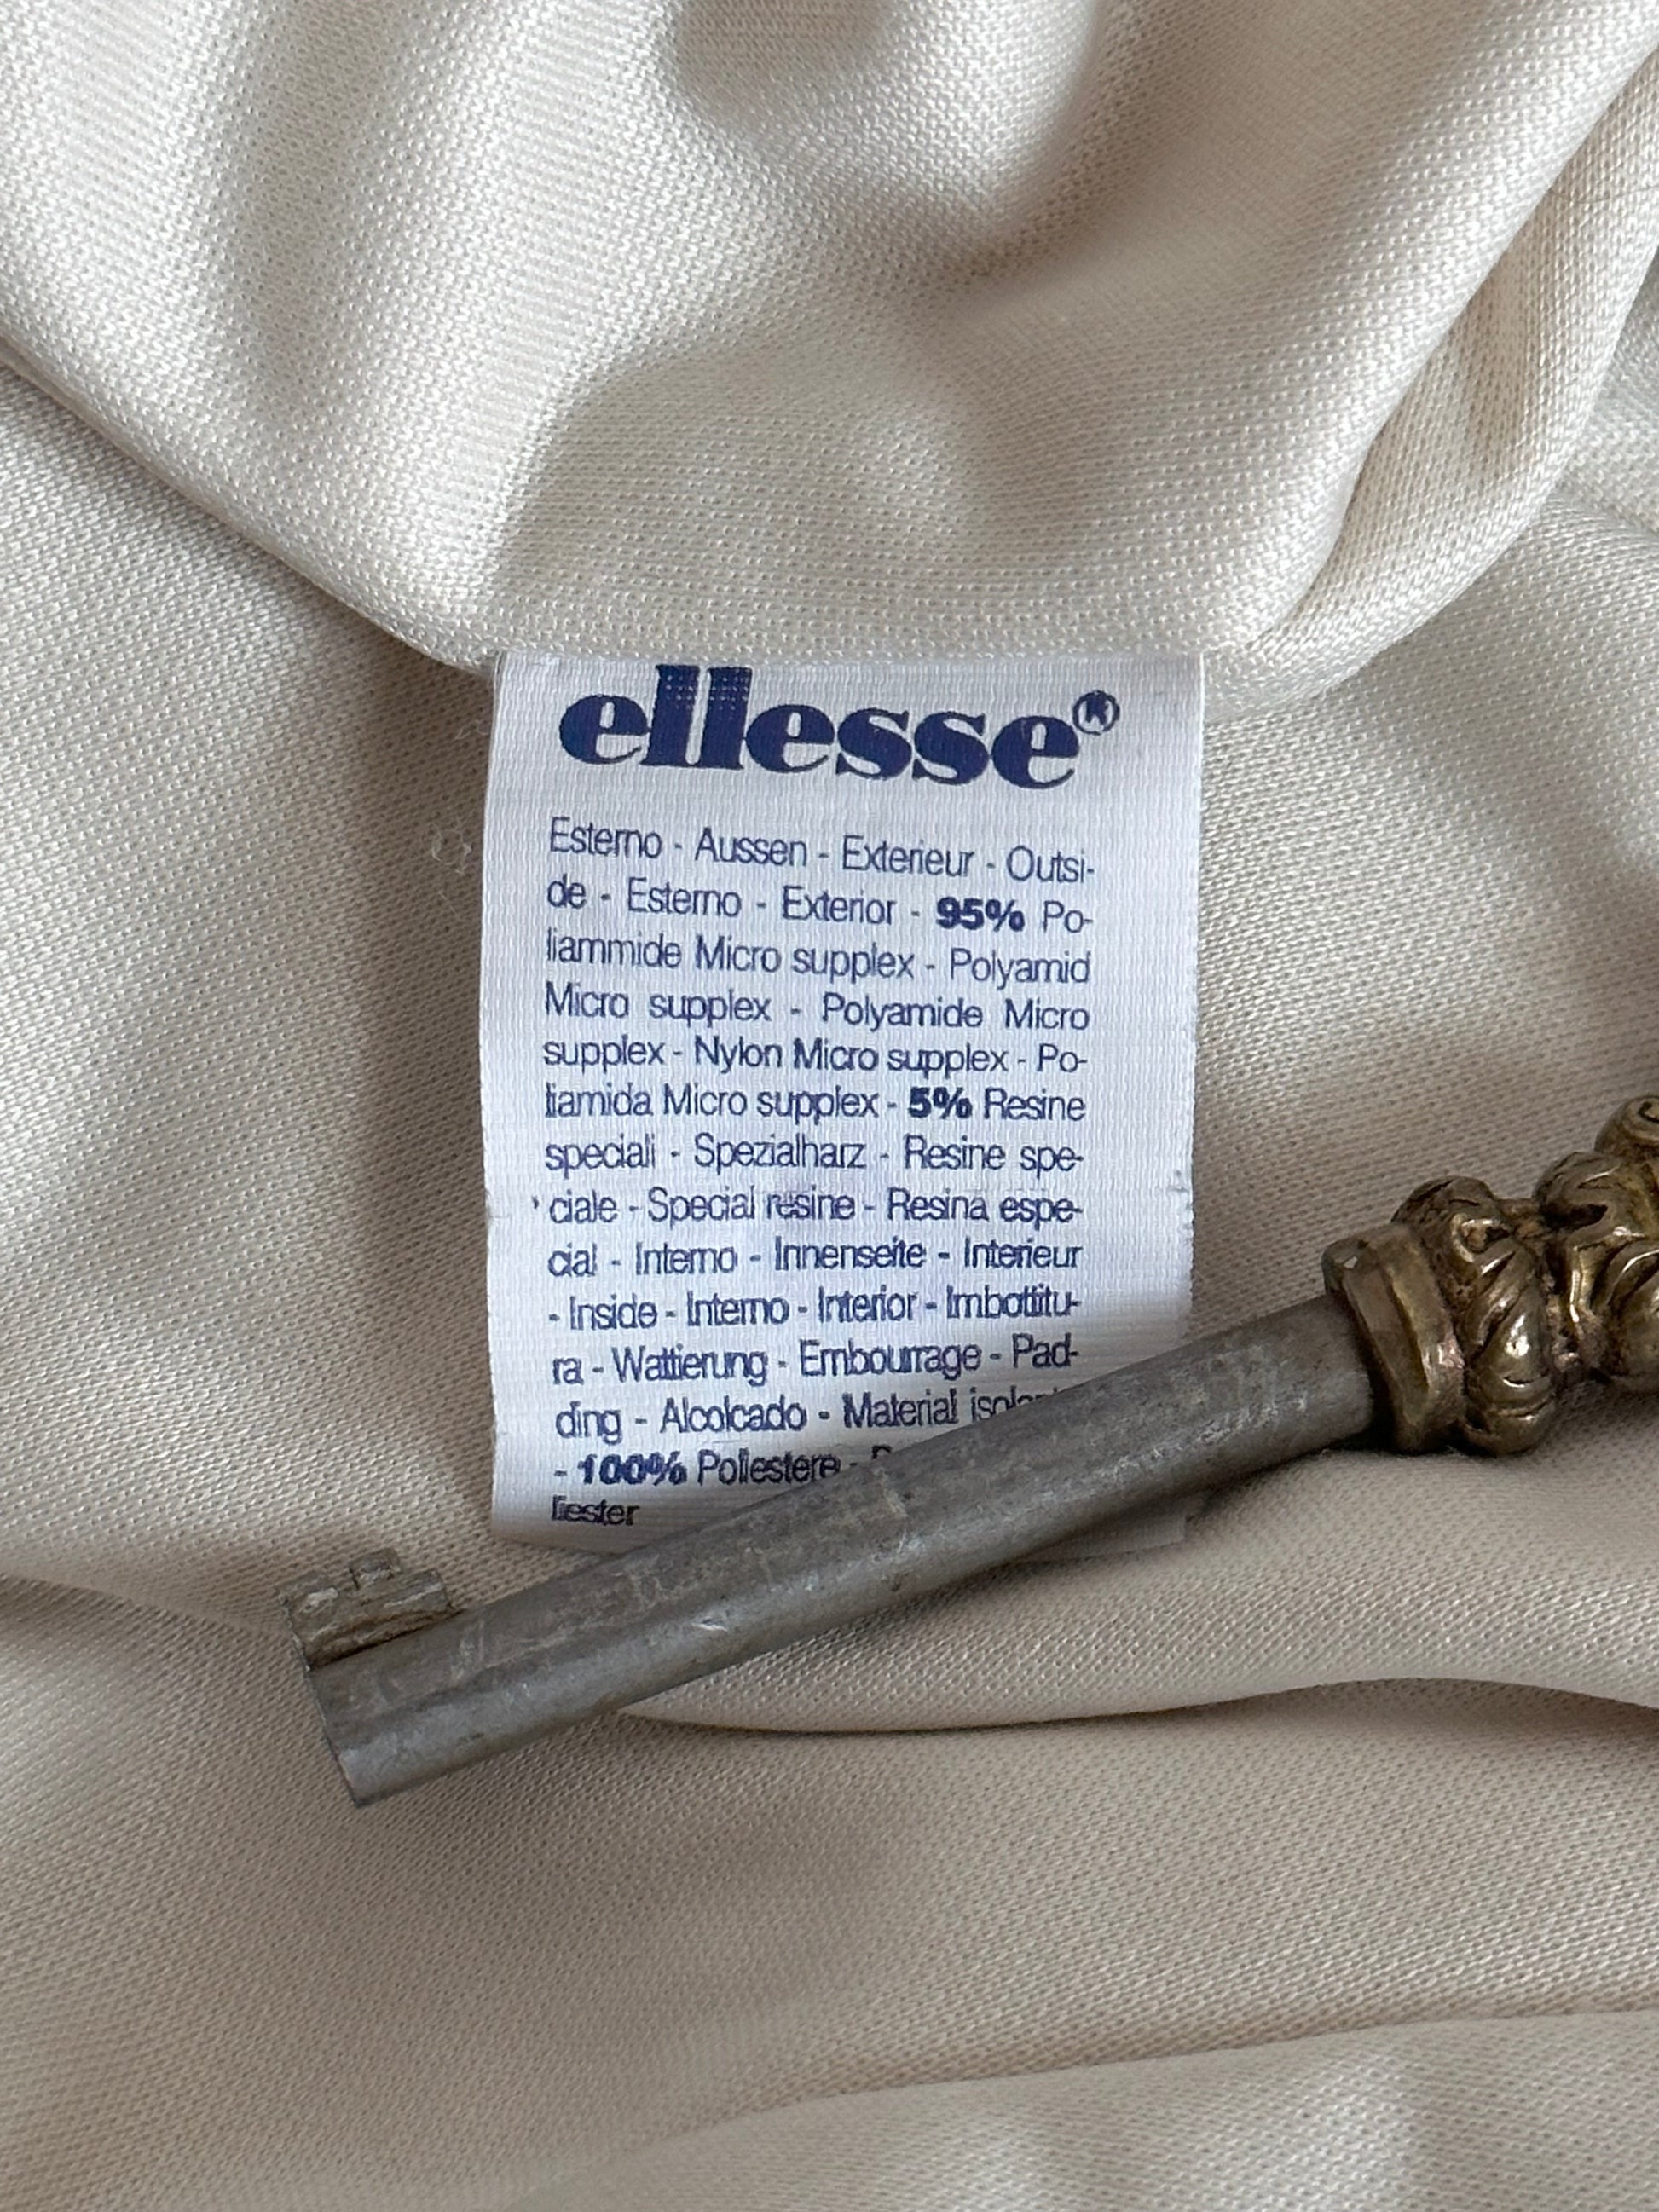 ellesse®
Esterno - Aussen - Exterieur - Outsi-
de - Esterno - Exterior - 95% Po-
liammide Micro supplex - Polyamid
Micro supplex - Polyamide Micro
supplex - Nylon Micro supplex - Po-
liamida Micro supplex - 5% Resine
speciali - Spezialharz - Resine spe-
ciale - Special resine - Resina espe-
cial - Interno - Innenseite - Interieur
- Inside - Interno - Interior - Imbottitu-
ra - Wattierung - Embourrage - Pad-
ding - Alcolcado - Material
- 100% Poliestere -
liester